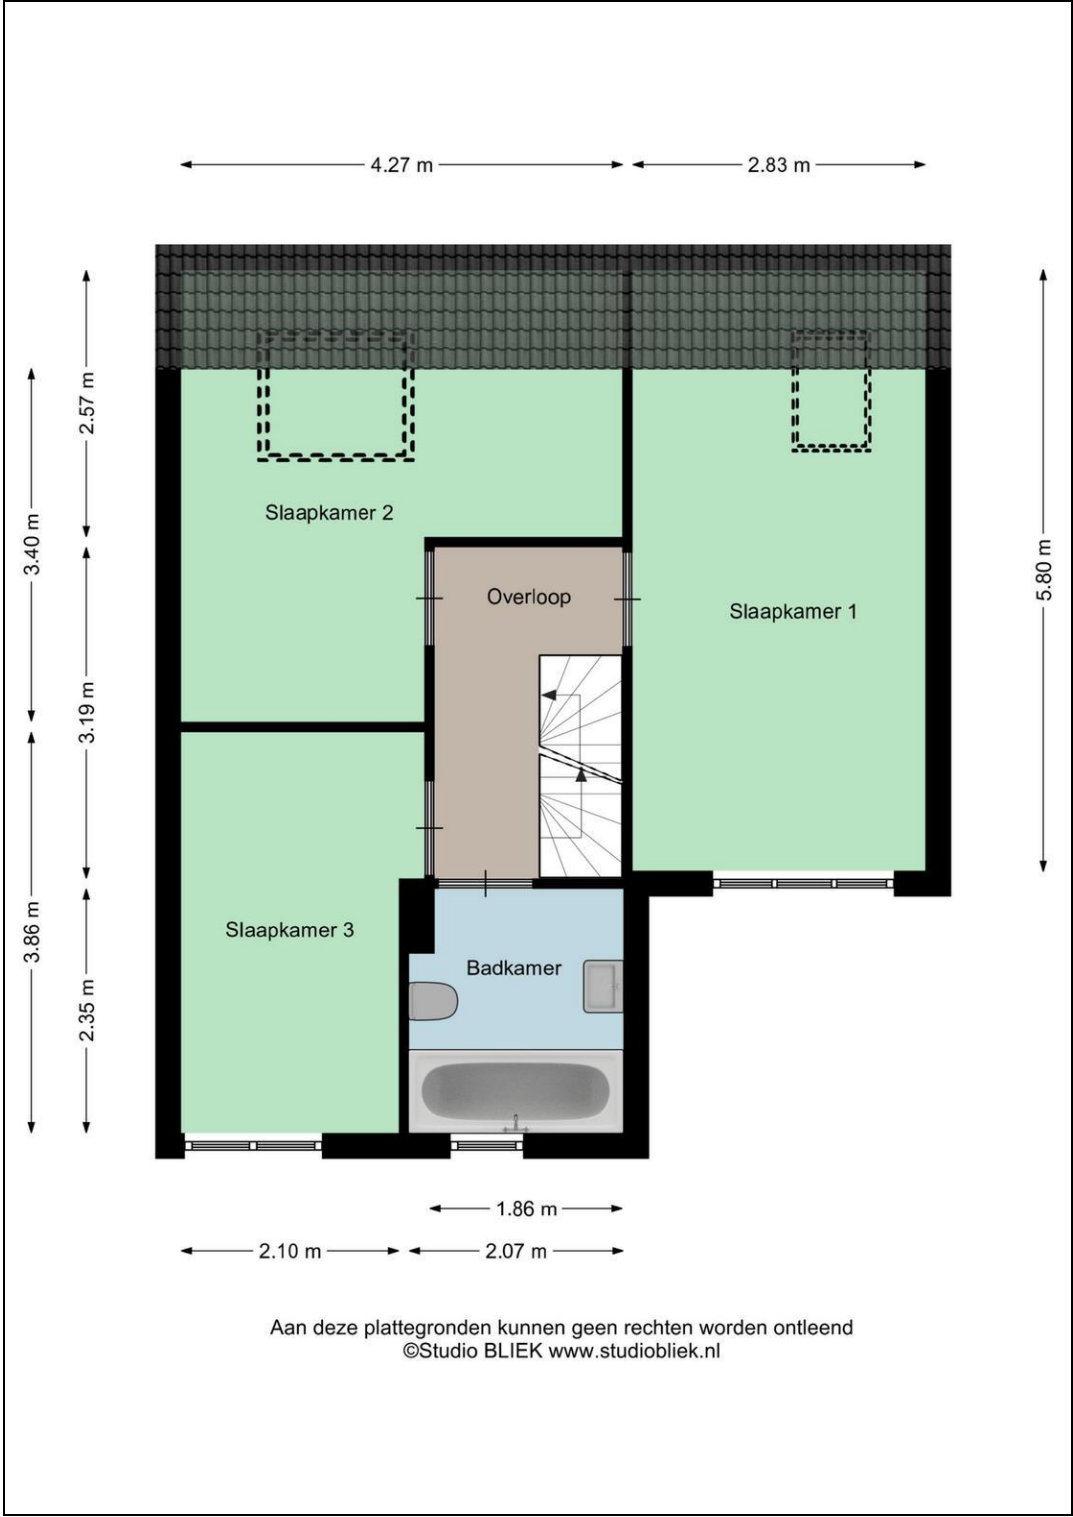 4.27 m
2.83 m
2.57 m
3.40 m
Slaapkamer 2
5.80 m
Overloop
Slaapkamer 1
3.19 m
Slaapkamer 3
3.86 m
Badkamer
2.35 m
1.86 m
2.10 m
2.07 m
Aan deze plattegronden kunnen geen rechten worden ontleend
©Studio BLIEK www.studiobliek.nl